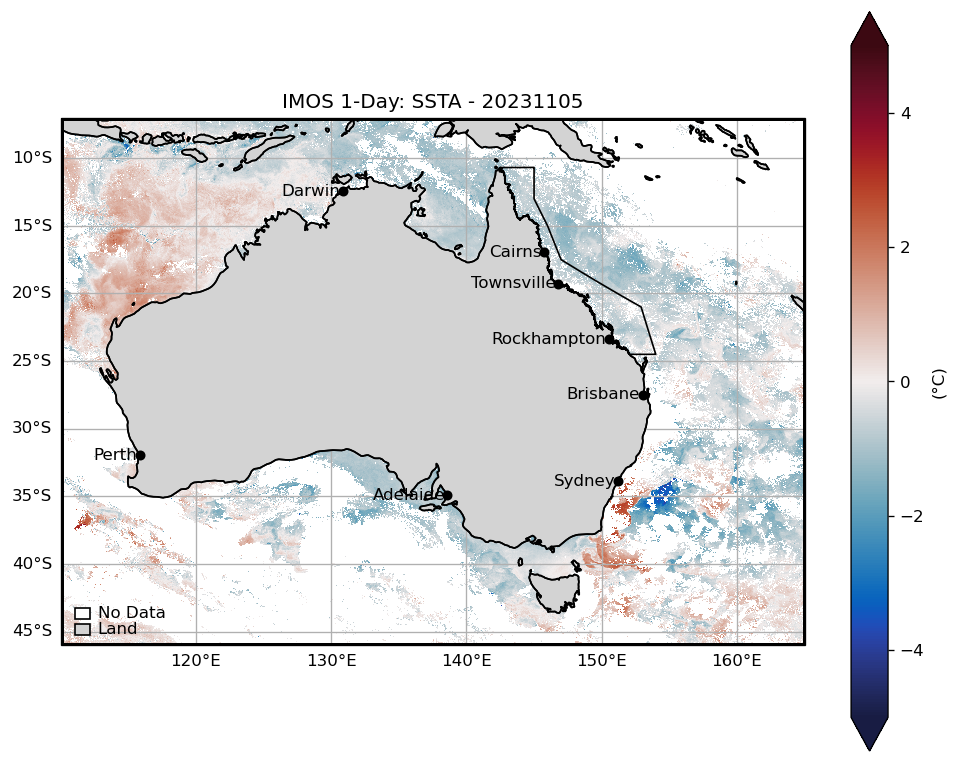 IMOS 1-Day: SSTA - 20231105
10°S
15°S
20°S
25°S
30°S
35°S
40°S
45°S
Darwin
Cairns
Townsville
Rockhampton
Brisbane
Perth
Sydney
Adelaide
No Data
Land
120°E 130°E 140°E 150°E 160°E
4
2
0
−2
−4
(°C)